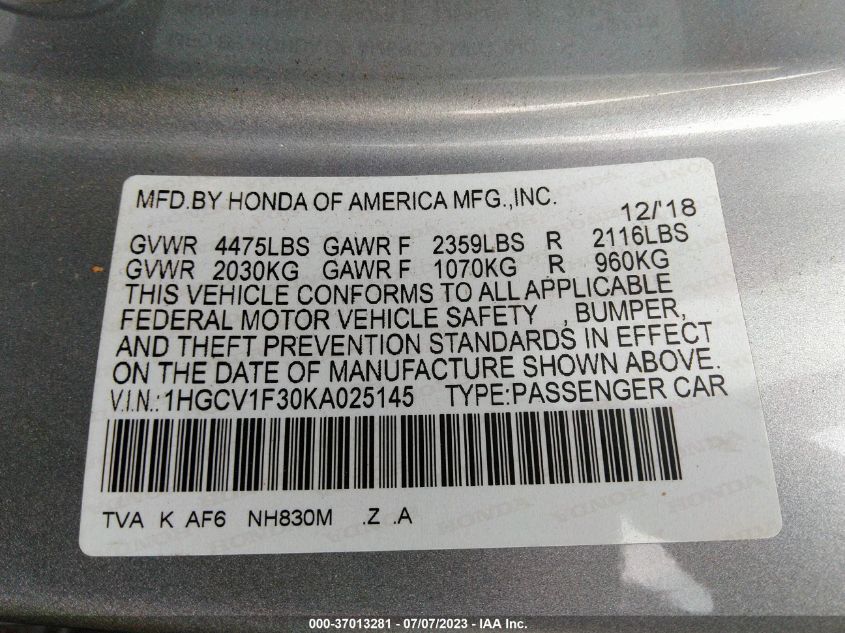 MFD.BY HONDA OF AMERICA MFG.,INC. 12/'18
GVWR 4475LBS GAWR F 2359LBS R 2116LBS
GVWR 2030KG GAWR F 1070KG R 960KG
THIS VEHICLE CONFORMS TO ALL APPLICABLE
FEDERAL MOTOR VEHICLE SAFETY , BUMPER,
AND THEFT PREVENTION STANDARDS IN EFFECT
ON THE DATE OF MANUFACTURE SHOWN ABOVE.
V.I.N.:1HGCV1F30KA025145 TYPE:PASSENGER CAR
TVA K AF6 NH830M .Z .A
000-37013281 - 07/07/2023 - IAA Inc.